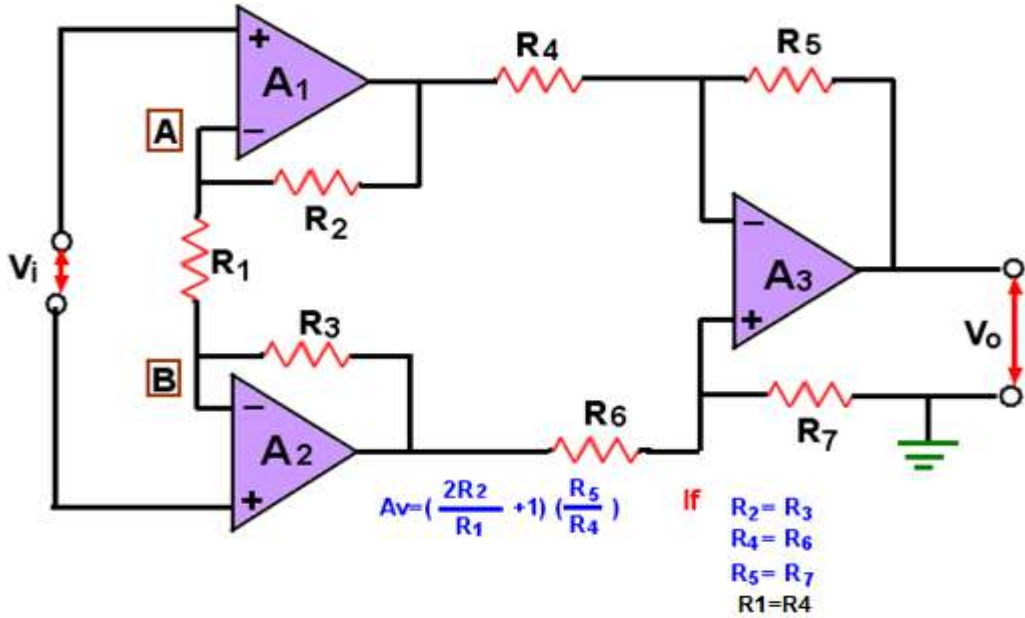 +
A1
−
A
R2
R4
R5
Vi
R1
−
A3
+
Vo
R3
B
−
A2
+
R6
R7
Av=(2R2/R1 +1) (R5/R4)
If
R2= R3
R4= R6
R5= R7
R1=R4